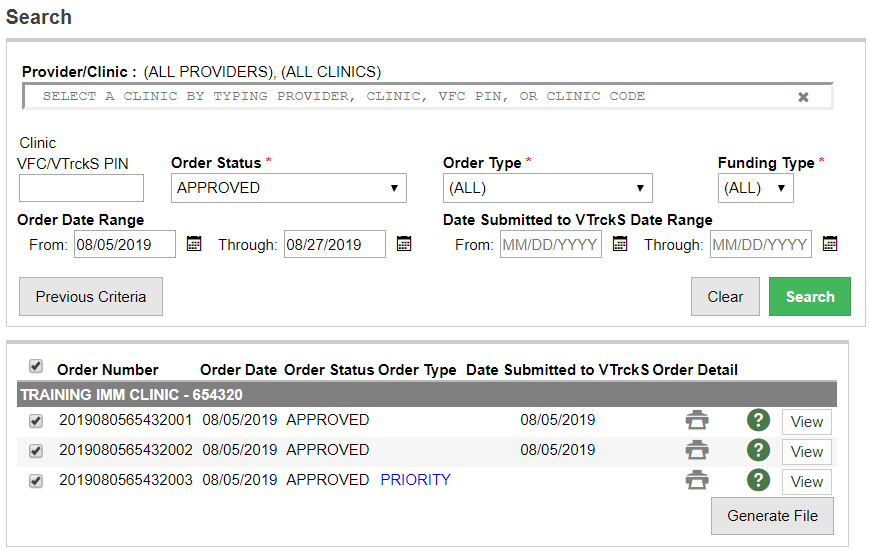 Search
Provider/Clinic : (ALL PROVIDERS), (ALL CLINICS)
SELECT A CLINIC BY TYPING PROVIDER, CLINIC, VFC PIN, OR CLINIC CODE
Clinic
VFC/VTrckS PIN Order Status * Order Type * Funding Type *
APPROVED (ALL) (ALL)
Order Date Range Date Submitted to VTrckS Date Range
From: 08/05/2019 Through: 08/27/2019 From: MM/DD/YYYY Through: MM/DD/YYYY
Previous Criteria Clear Search
Order Number Order Date Order Status Order Type Date Submitted to VTrckS Order Detail
TRAINING IMM CLINIC - 654320
2019080565432001 08/05/2019 APPROVED 08/05/2019 ? View
2019080565432002 08/05/2019 APPROVED 08/05/2019 ? View
2019080565432003 08/05/2019 APPROVED PRIORITY ? View
Generate File